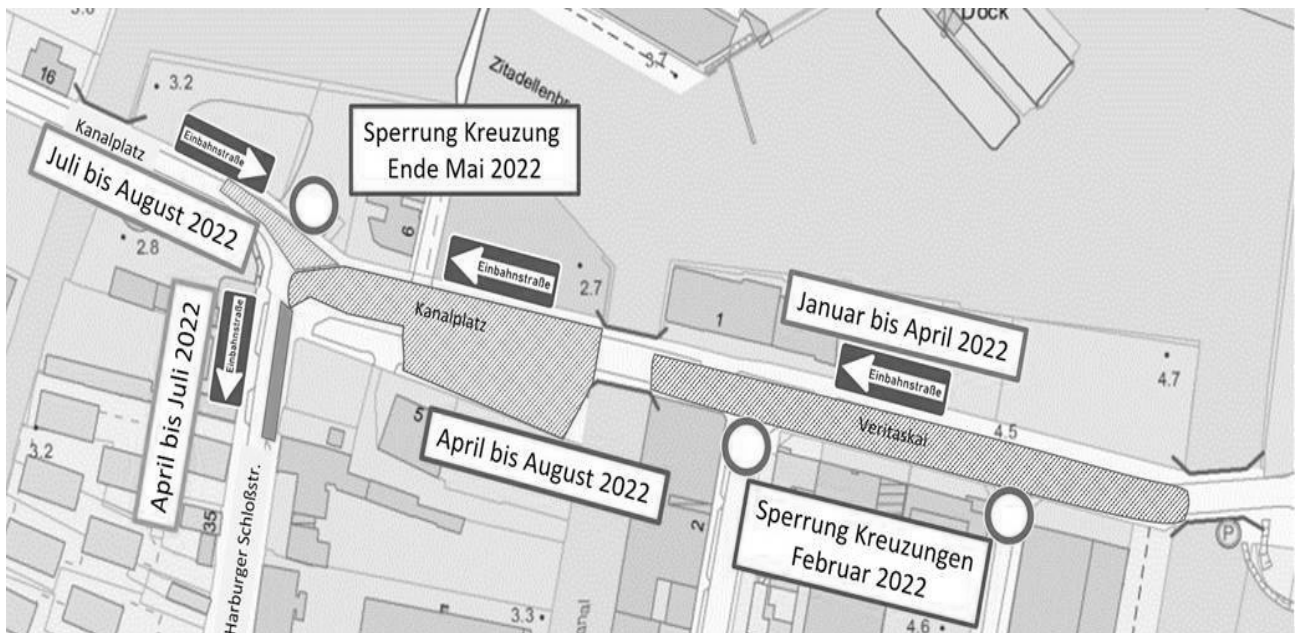 Dock
3.7
Zitadellenbr
16
3.2
Kanalplatz
Einbahnstraße
Sperrung Kreuzung
Ende Mai 2022
Juli bis August 2022
2.8
6
Einbahnstraße
2.7
1
Januar bis April 2022
Einbahnstraße
4.7
Kanalplatz
April bis Juli 2022
Einbahnstraße
Veritaskai
4.5
5
April bis August 2022
3.2
35
Harburger Schloßstr.
2
Sperrung Kreuzungen
Februar 2022
P
3.3
anal
4.6